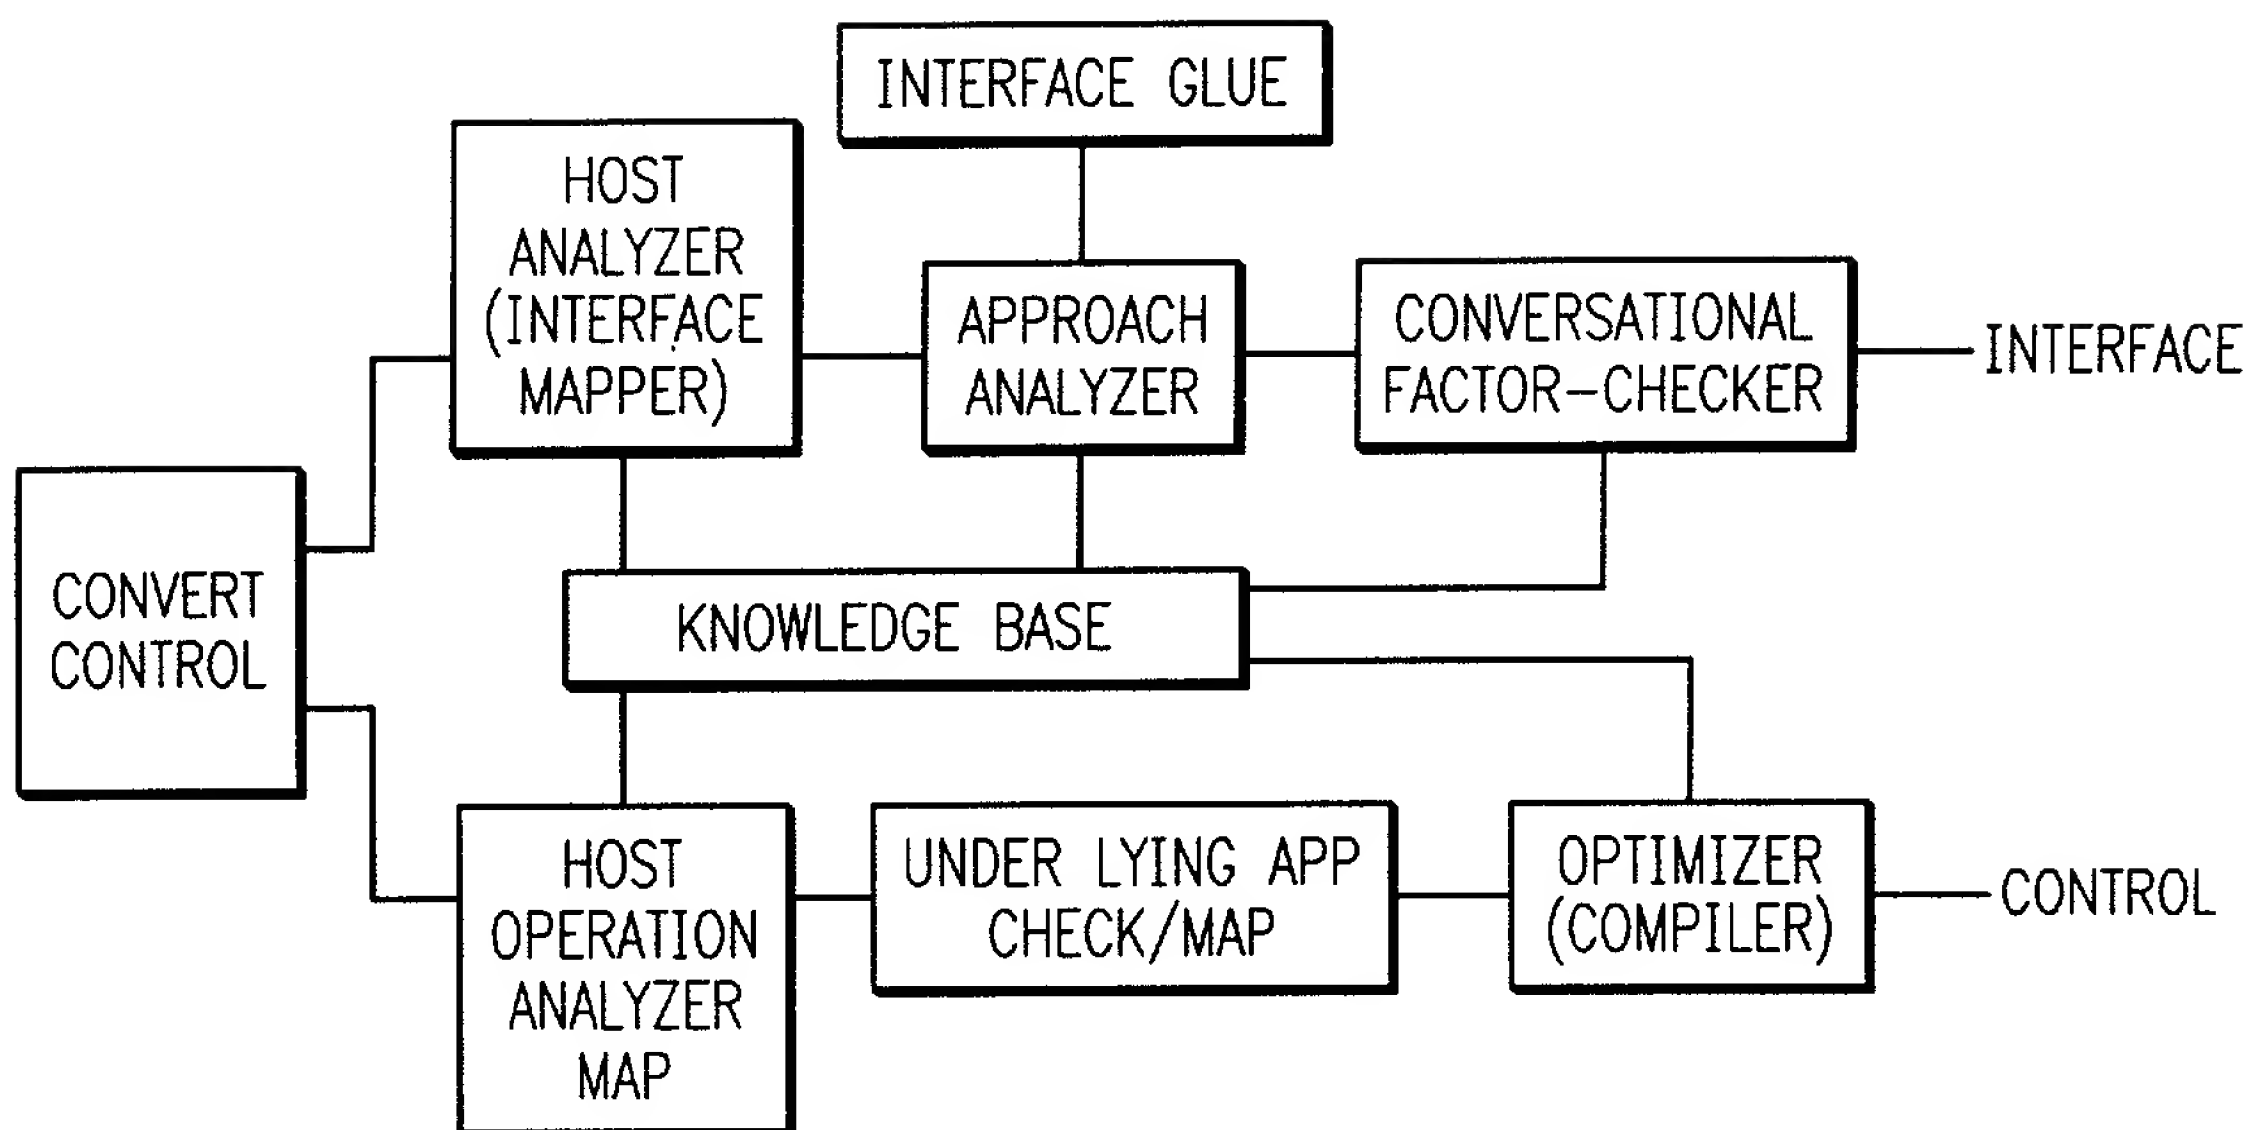 INTERFACE GLUE
HOST
ANALYZER
(INTERFACE
MAPPER)
APPROACH
ANALYZER
CONVERSATIONAL
FACTOR-CHECKER
INTERFACE
CONVERT
CONTROL
KNOWLEDGE BASE
HOST
OPERATION
ANALYZER
MAP
UNDER LYING APP
CHECK/MAP
OPTIMIZER
(COMPILER)
CONTROL